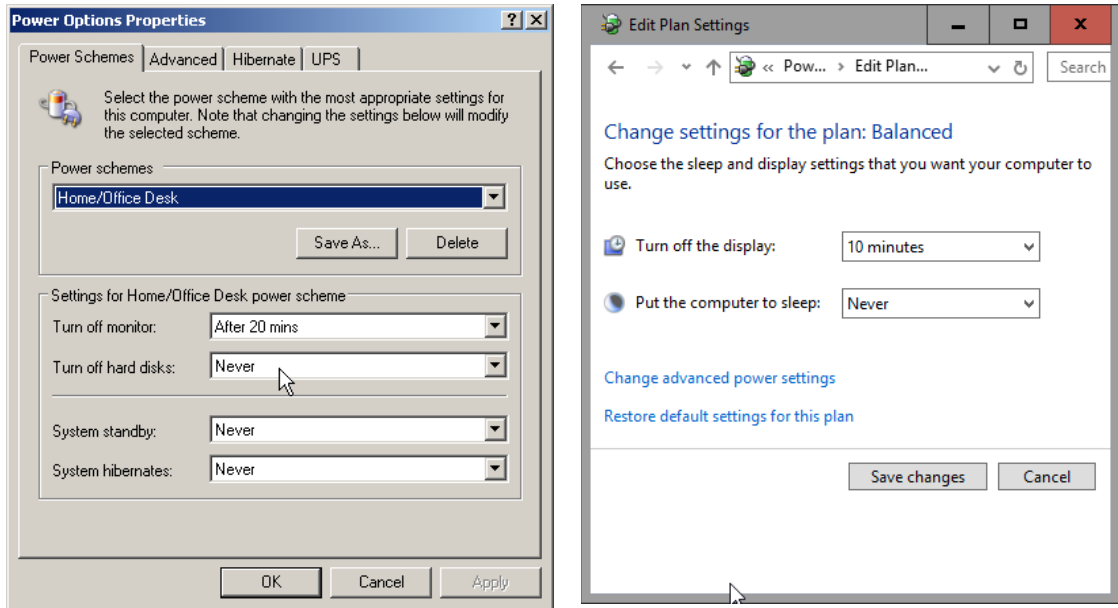 Power Options Properties
Power Schemes Advanced Hibernate UPS
Select the power scheme with the most appropriate settings for
this computer. Note that changing the settings below will modify
the selected scheme.
Power schemes
Home/Office Desk
Save As... Delete
Settings for Home/Office Desk power scheme
Turn off monitor: After 20 mins
Turn off hard disks: Never
System standby: Never
System hibernates: Never
OK Cancel Apply
Edit Plan Settings
« Pow... › Edit Plan... Search
Change settings for the plan: Balanced
Choose the sleep and display settings that you want your computer to
use.
Turn off the display: 10 minutes
Put the computer to sleep: Never
Change advanced power settings
Restore default settings for this plan
Save changes Cancel